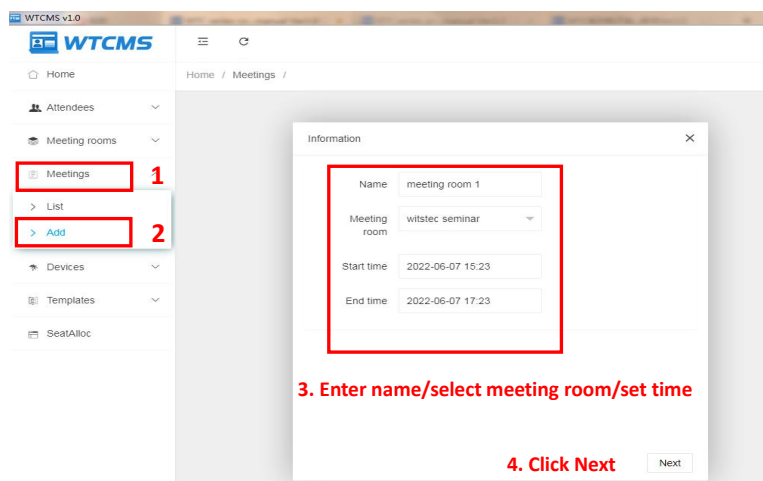 WTCMS v1.0
WTCMS
Home
Home / Meetings /
Attendees
Meeting rooms
Meetings
1
List
Add
2
Devices
Templates
SeatAlloc
Information
Name
meeting room 1
Meeting
room
witstec seminar
Start time
2022-06-07 15:23
End time
2022-06-07 17:23
3. Enter name/select meeting room/set time
4. Click Next
Next